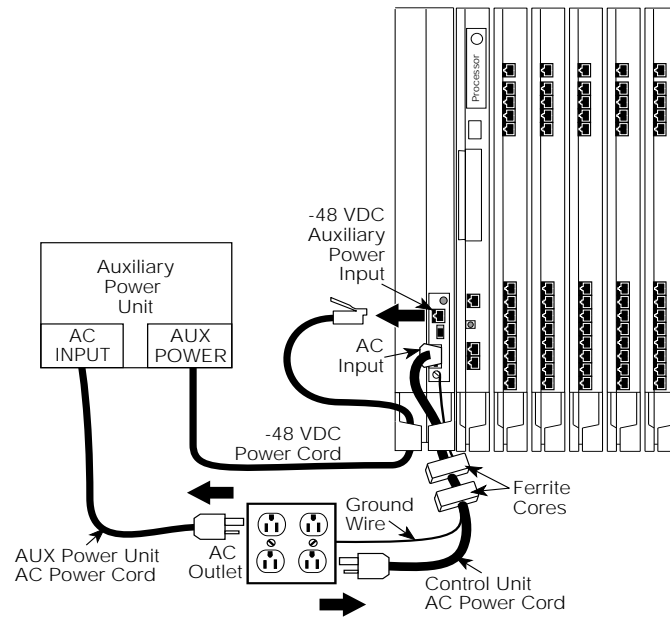 Processor
-48 VDC
Auxiliary
Power
Input
Auxiliary
Power
Unit
AC
INPUT
AUX
POWER
AC
Input
-48 VDC
Power Cord
Ferrite
Cores
Ground
Wire
AC
Outlet
AUX Power Unit
AC Power Cord
Control Unit
AC Power Cord